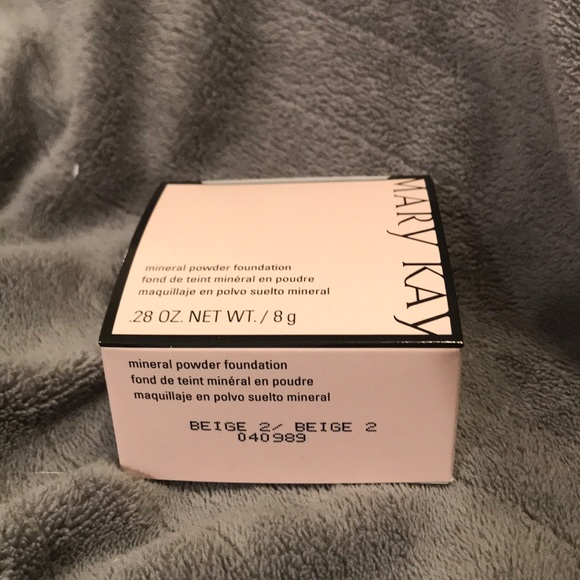 MARY KAY
mineral powder foundation
fond de teint minéral en poudre
maquillaje en polvo suelto mineral
.28 OZ. NET WT. / 8 g
mineral powder foundation
fond de teint minéral en poudre
maquillaje en polvo suelto mineral
BEIGE 2/ BEIGE 2
040989